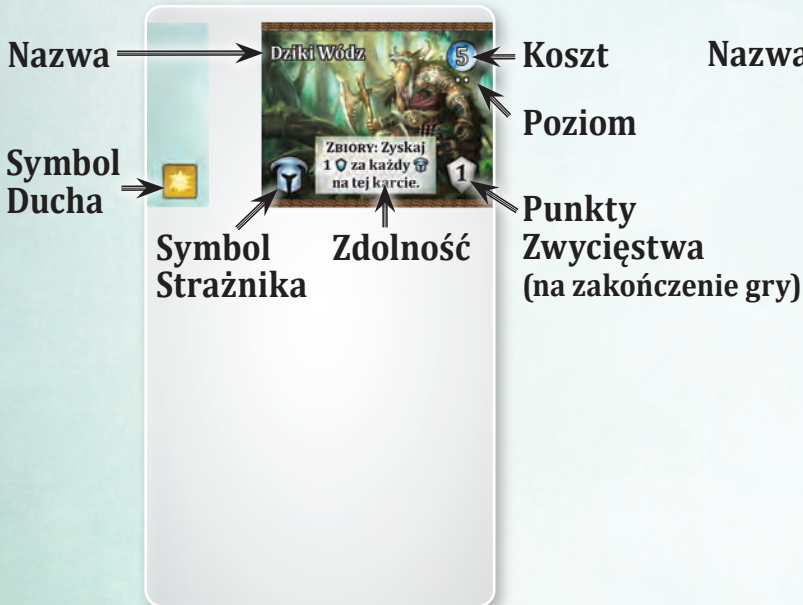 Nazwa
Dziki Wódz
5
Koszt
Nazwa
Poziom
Symbol
Ducha
ZBIORY: Zyskaj
1 za każdy
na tej karcie.
1
Symbol
Strażnika
Zdolność
Punkty
Zwycięstwa
(na zakończenie gry)